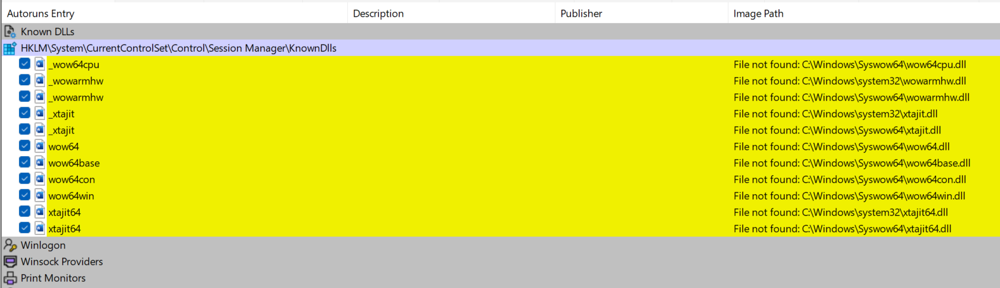 Autoruns Entry Description Publisher Image Path
Known DLLs
HKLM\System\CurrentControlSet\Control\Session Manager\KnownDlls
_wow64cpu File not found: C:\Windows\Syswow64\wow64cpu.dll
_wowarmhw File not found: C:\Windows\system32\wowarmhw.dll
_wowarmhw File not found: C:\Windows\Syswow64\wowarmhw.dll
_xtajit File not found: C:\Windows\system32\xtajit.dll
_xtajit File not found: C:\Windows\Syswow64\xtajit.dll
wow64 File not found: C:\Windows\Syswow64\wow64.dll
wow64base File not found: C:\Windows\Syswow64\wow64base.dll
wow64con File not found: C:\Windows\Syswow64\wow64con.dll
wow64win File not found: C:\Windows\Syswow64\wow64win.dll
xtajit64 File not found: C:\Windows\system32\xtajit64.dll
xtajit64 File not found: C:\Windows\Syswow64\xtajit64.dll
Winlogon
Winsock Providers
Print Monitors